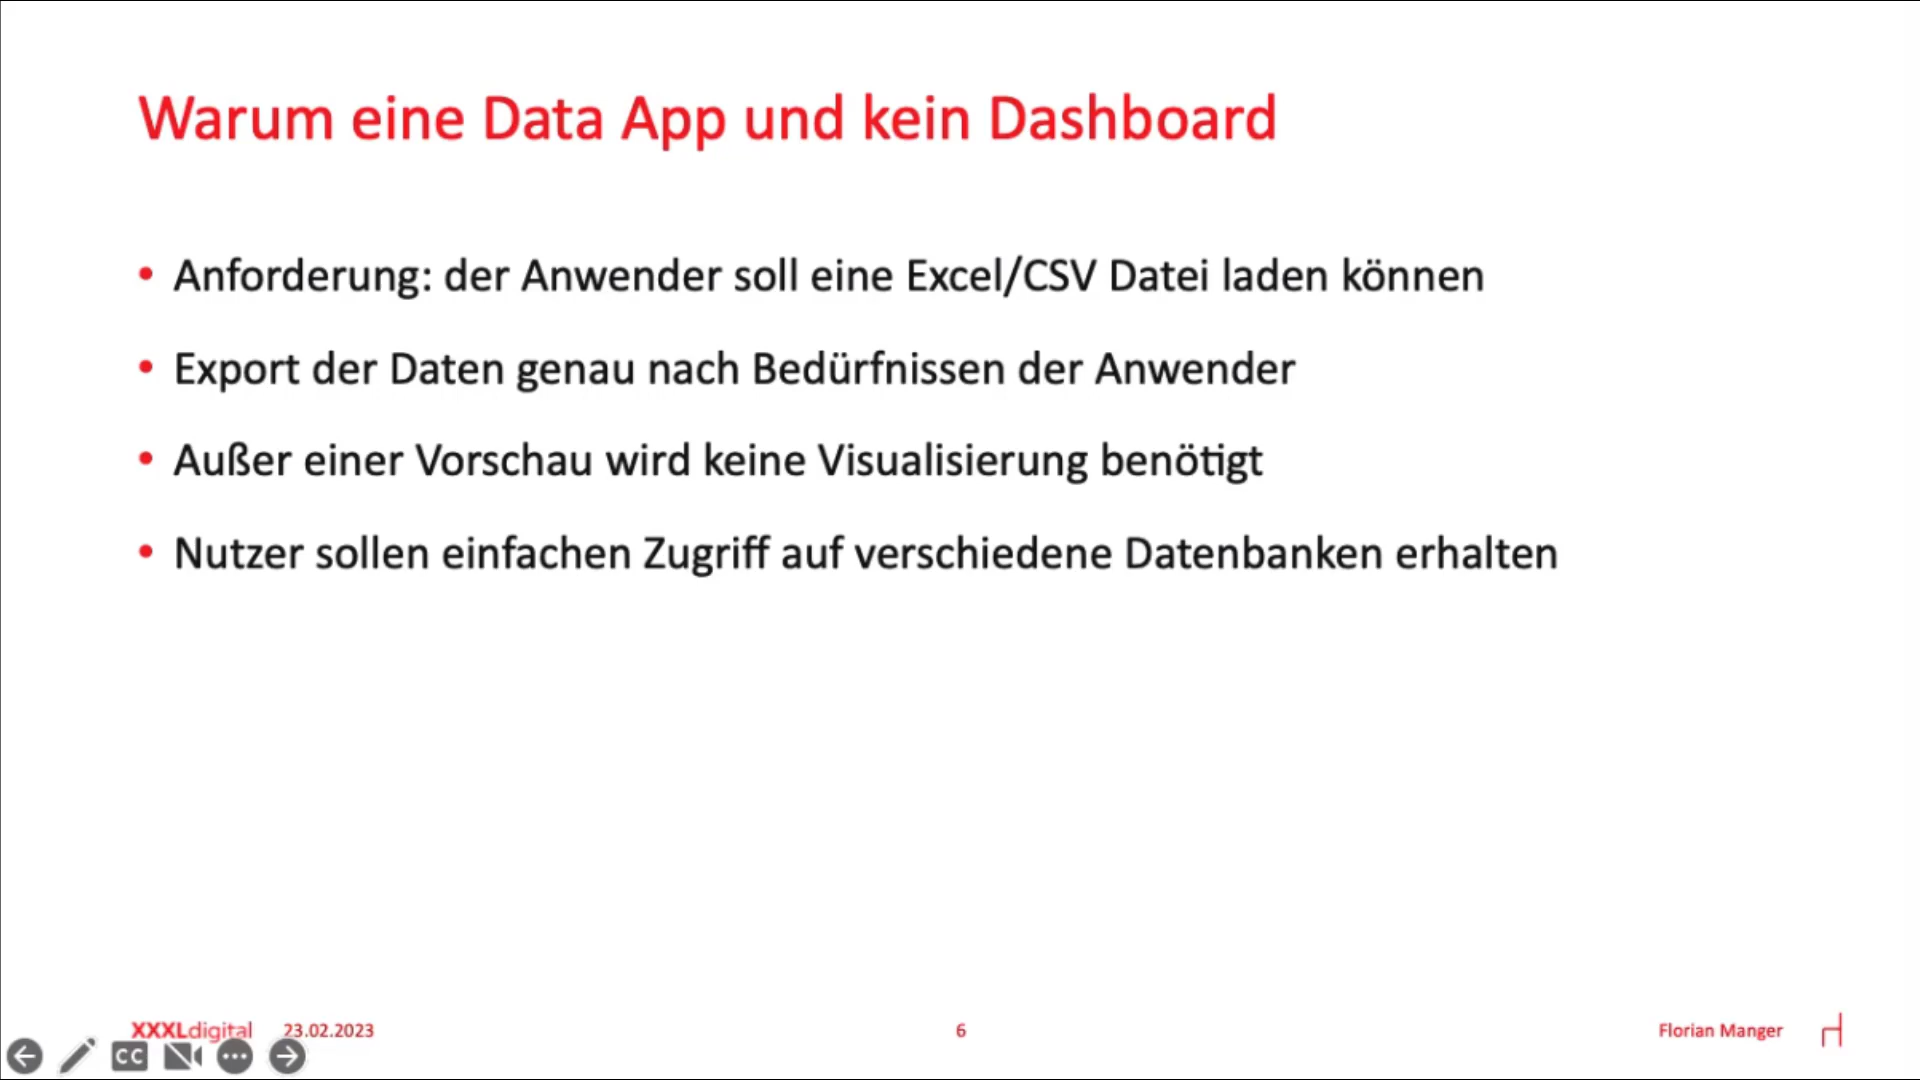 Warum eine Data App und kein Dashboard
• Anforderung: der Anwender soll eine Excel/CSV Datei laden können
• Export der Daten genau nach Bedürfnissen der Anwender
• Außer einer Vorschau wird keine Visualisierung benötigt
• Nutzer sollen einfachen Zugriff auf verschiedene Datenbanken erhalten
XXXLdigital 23.02.2023 6 Florian Manger
CC